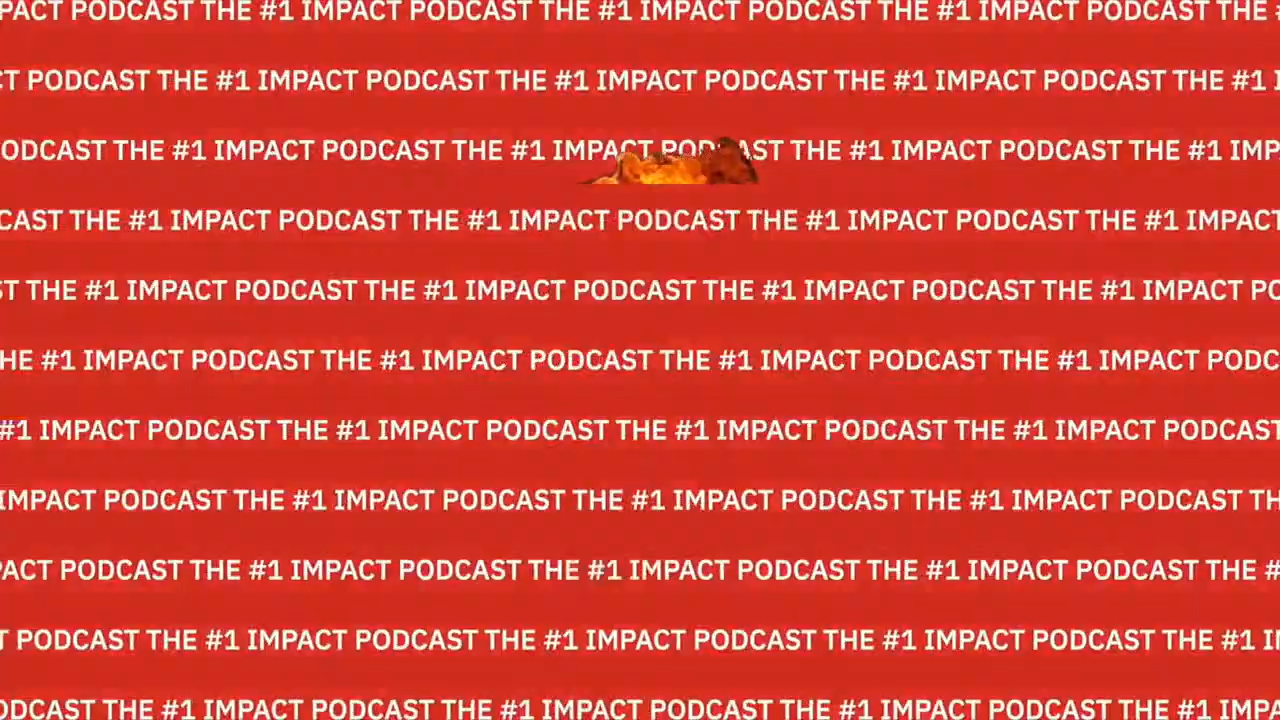 PACT PODCAST THE #1 IMPACT PODCAST THE #1 IMPACT PODCAST THE #1 IMPACT PODCAST THE
CT PODCAST THE #1 IMPACT PODCAST THE #1 IMPACT PODCAST THE #1 IMPACT PODCAST THE #1
ODCAST THE #1 IMPACT PODCAST THE #1 IMPACT PODCAST THE #1 IMPACT PODCAST THE #1 IMP
CAST THE #1 IMPACT PODCAST THE #1 IMPACT PODCAST THE #1 IMPACT PODCAST THE #1 IMPACT
ST THE #1 IMPACT PODCAST THE #1 IMPACT PODCAST THE #1 IMPACT PODCAST THE #1 IMPACT PO
HE #1 IMPACT PODCAST THE #1 IMPACT PODCAST THE #1 IMPACT PODCAST THE #1 IMPACT PODC
#1 IMPACT PODCAST THE #1 IMPACT PODCAST THE #1 IMPACT PODCAST THE #1 IMPACT PODCAST
IMPACT PODCAST THE #1 IMPACT PODCAST THE #1 IMPACT PODCAST THE #1 IMPACT PODCAST TH
PACT PODCAST THE #1 IMPACT PODCAST THE #1 IMPACT PODCAST THE #1 IMPACT PODCAST THE #
T PODCAST THE #1 IMPACT PODCAST THE #1 IMPACT PODCAST THE #1 IMPACT PODCAST THE #1 I
ODCAST THE #1 IMPACT PODCAST THE #1 IMPACT PODCAST THE #1 IMPACT PODCAST THE #1 IMPA